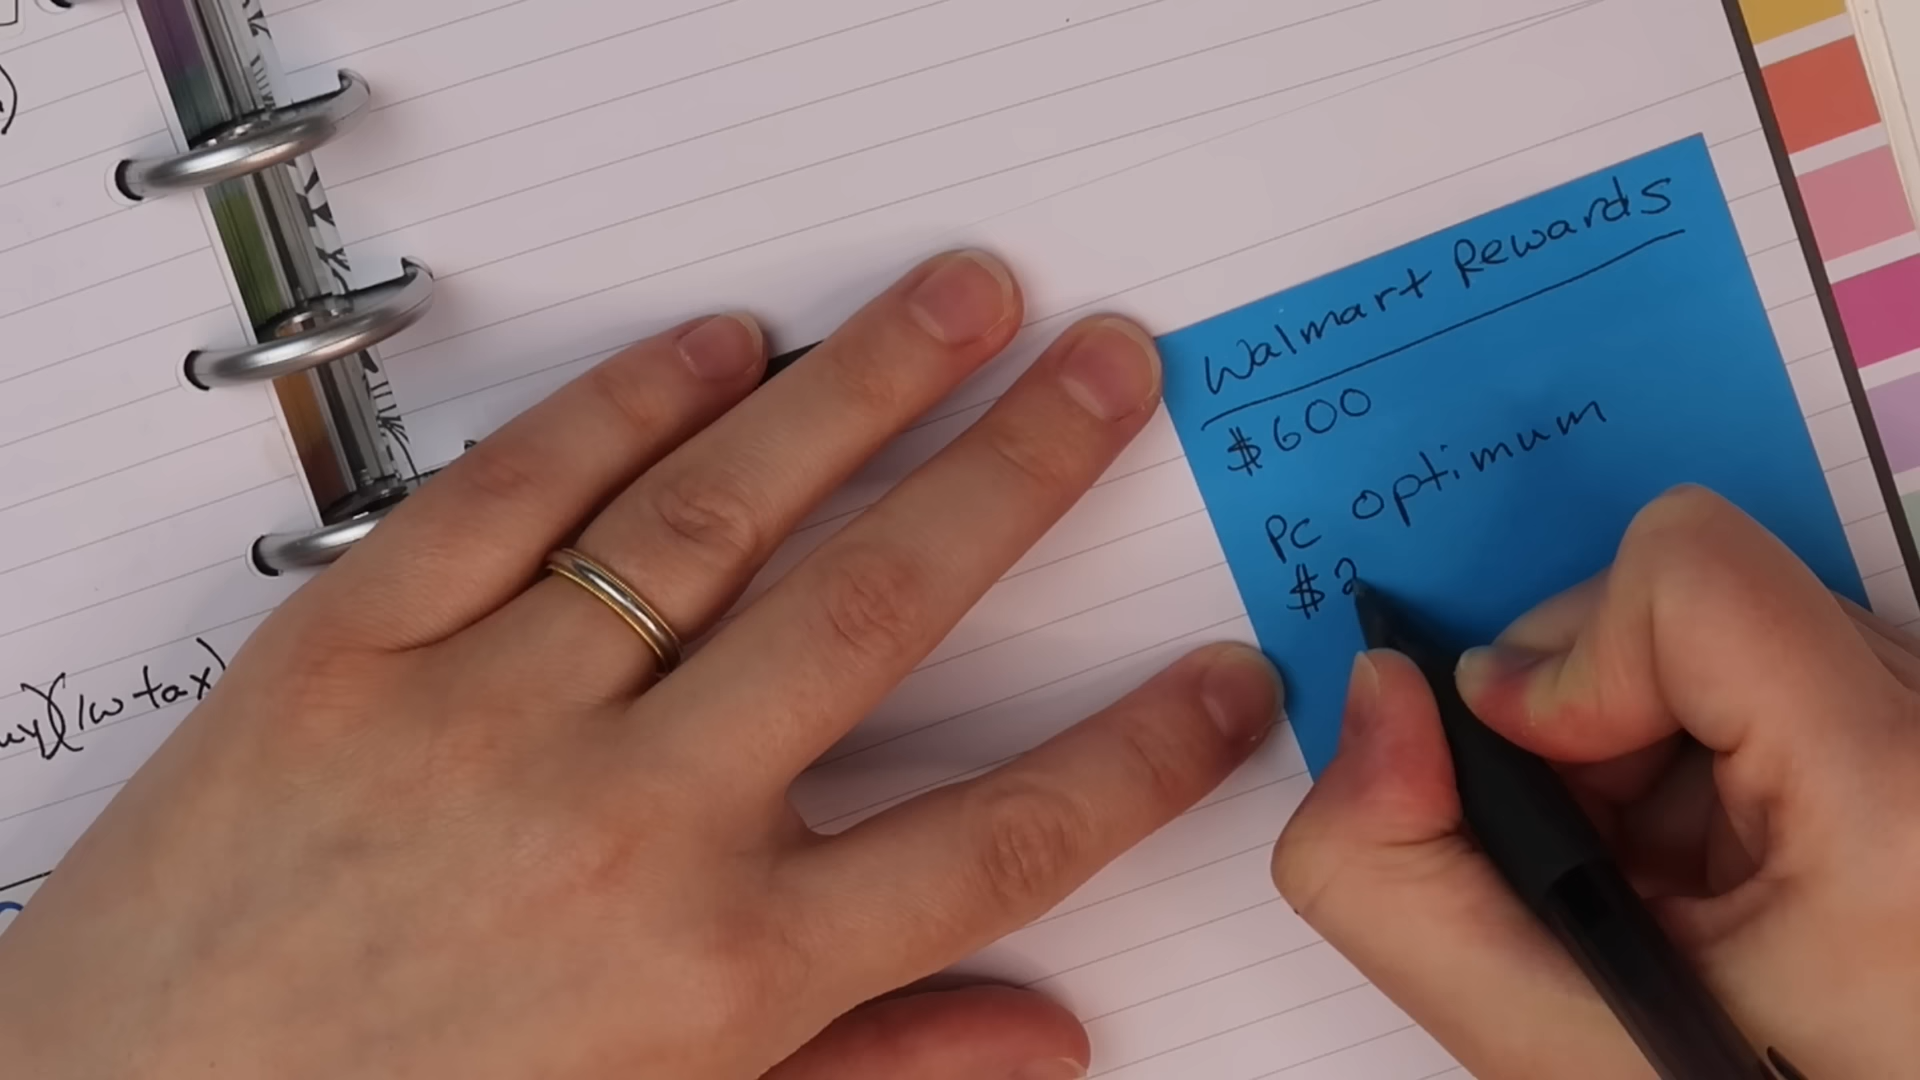 Walmart Rewards
$600
PC optimum
$2
/w tax)